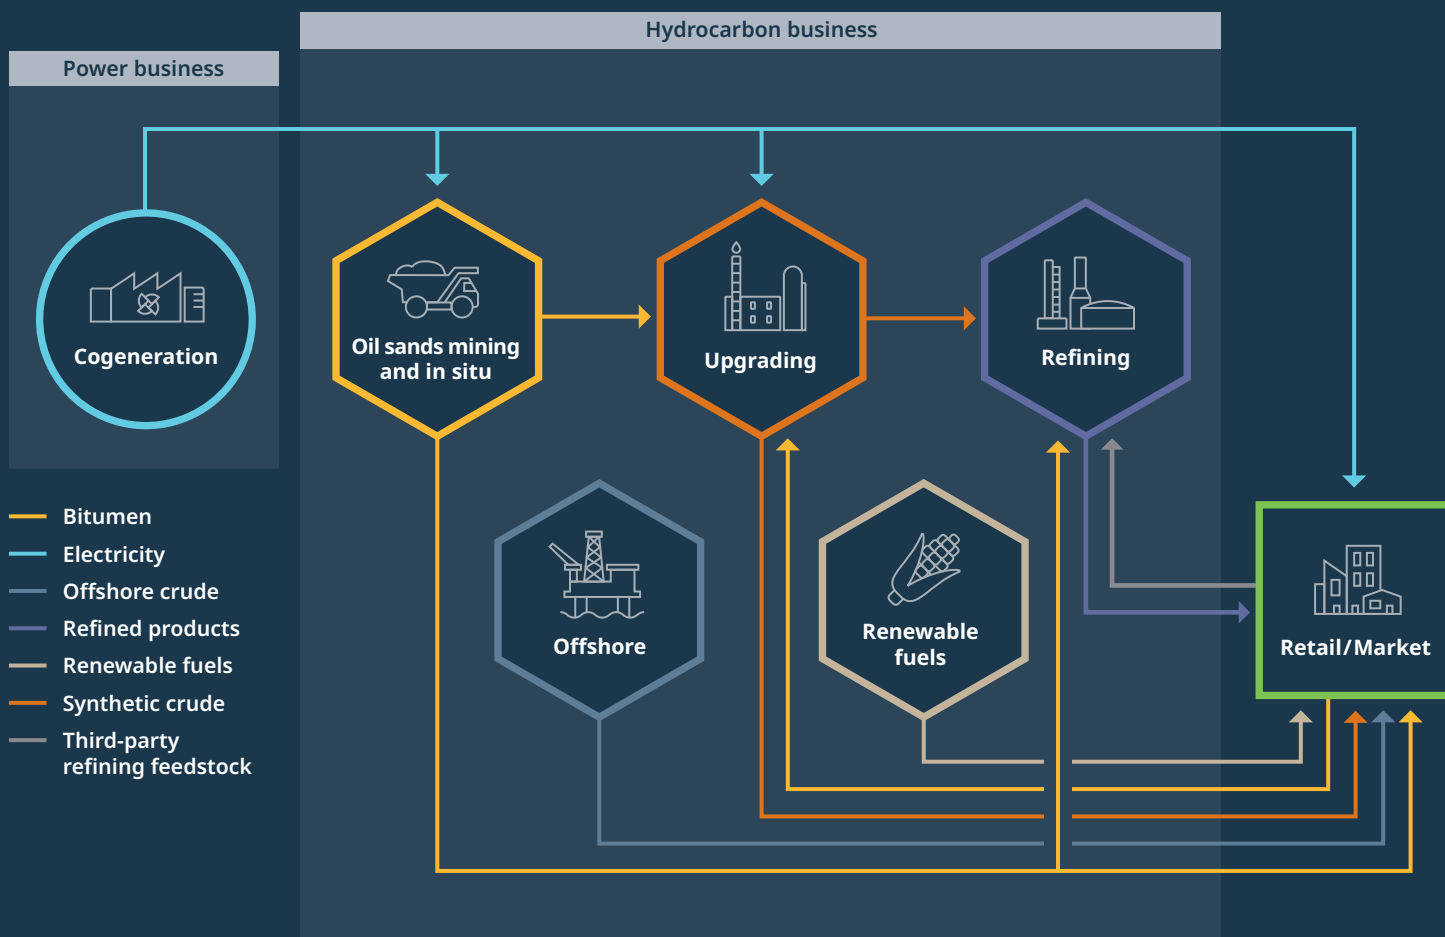 Hydrocarbon business
Power business
Cogeneration
Oil sands mining
and in situ
Upgrading
Refining
Bitumen
Electricity
Offshore crude
Refined products
Renewable fuels
Synthetic crude
Third-party
refining feedstock
Offshore
Renewable
fuels
Retail/Market